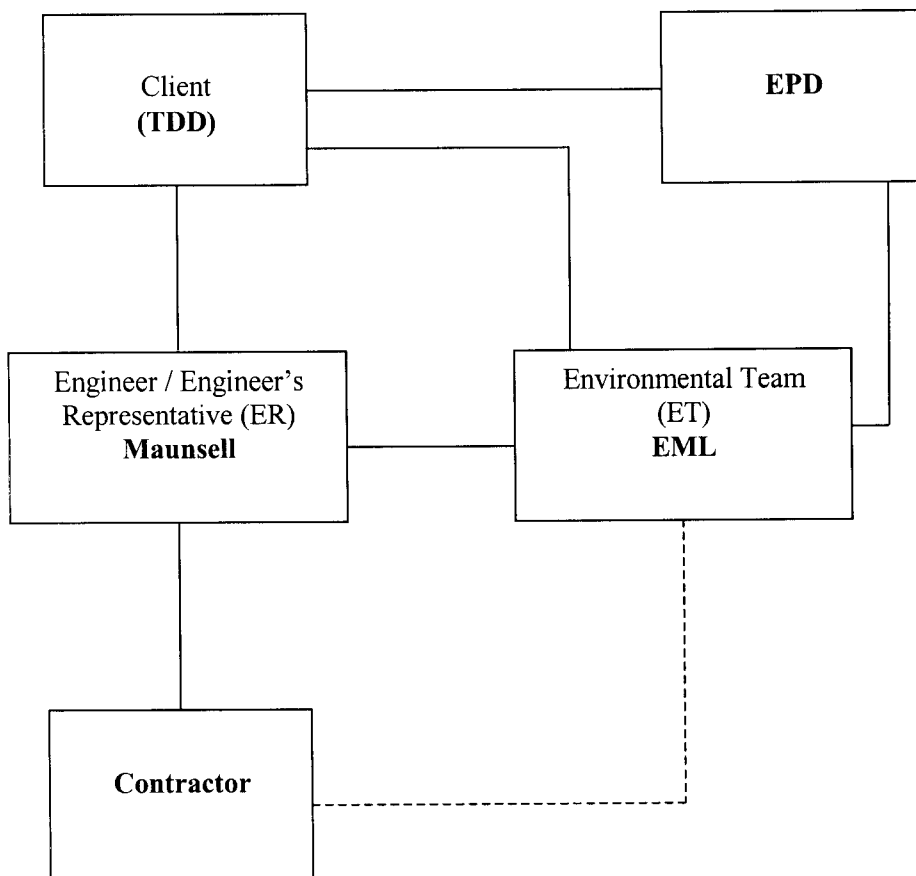 Client
(TDD)
EPD
Engineer / Engineer's
Representative (ER)
Maunsell
Environmental Team
(ET)
EML
Contractor